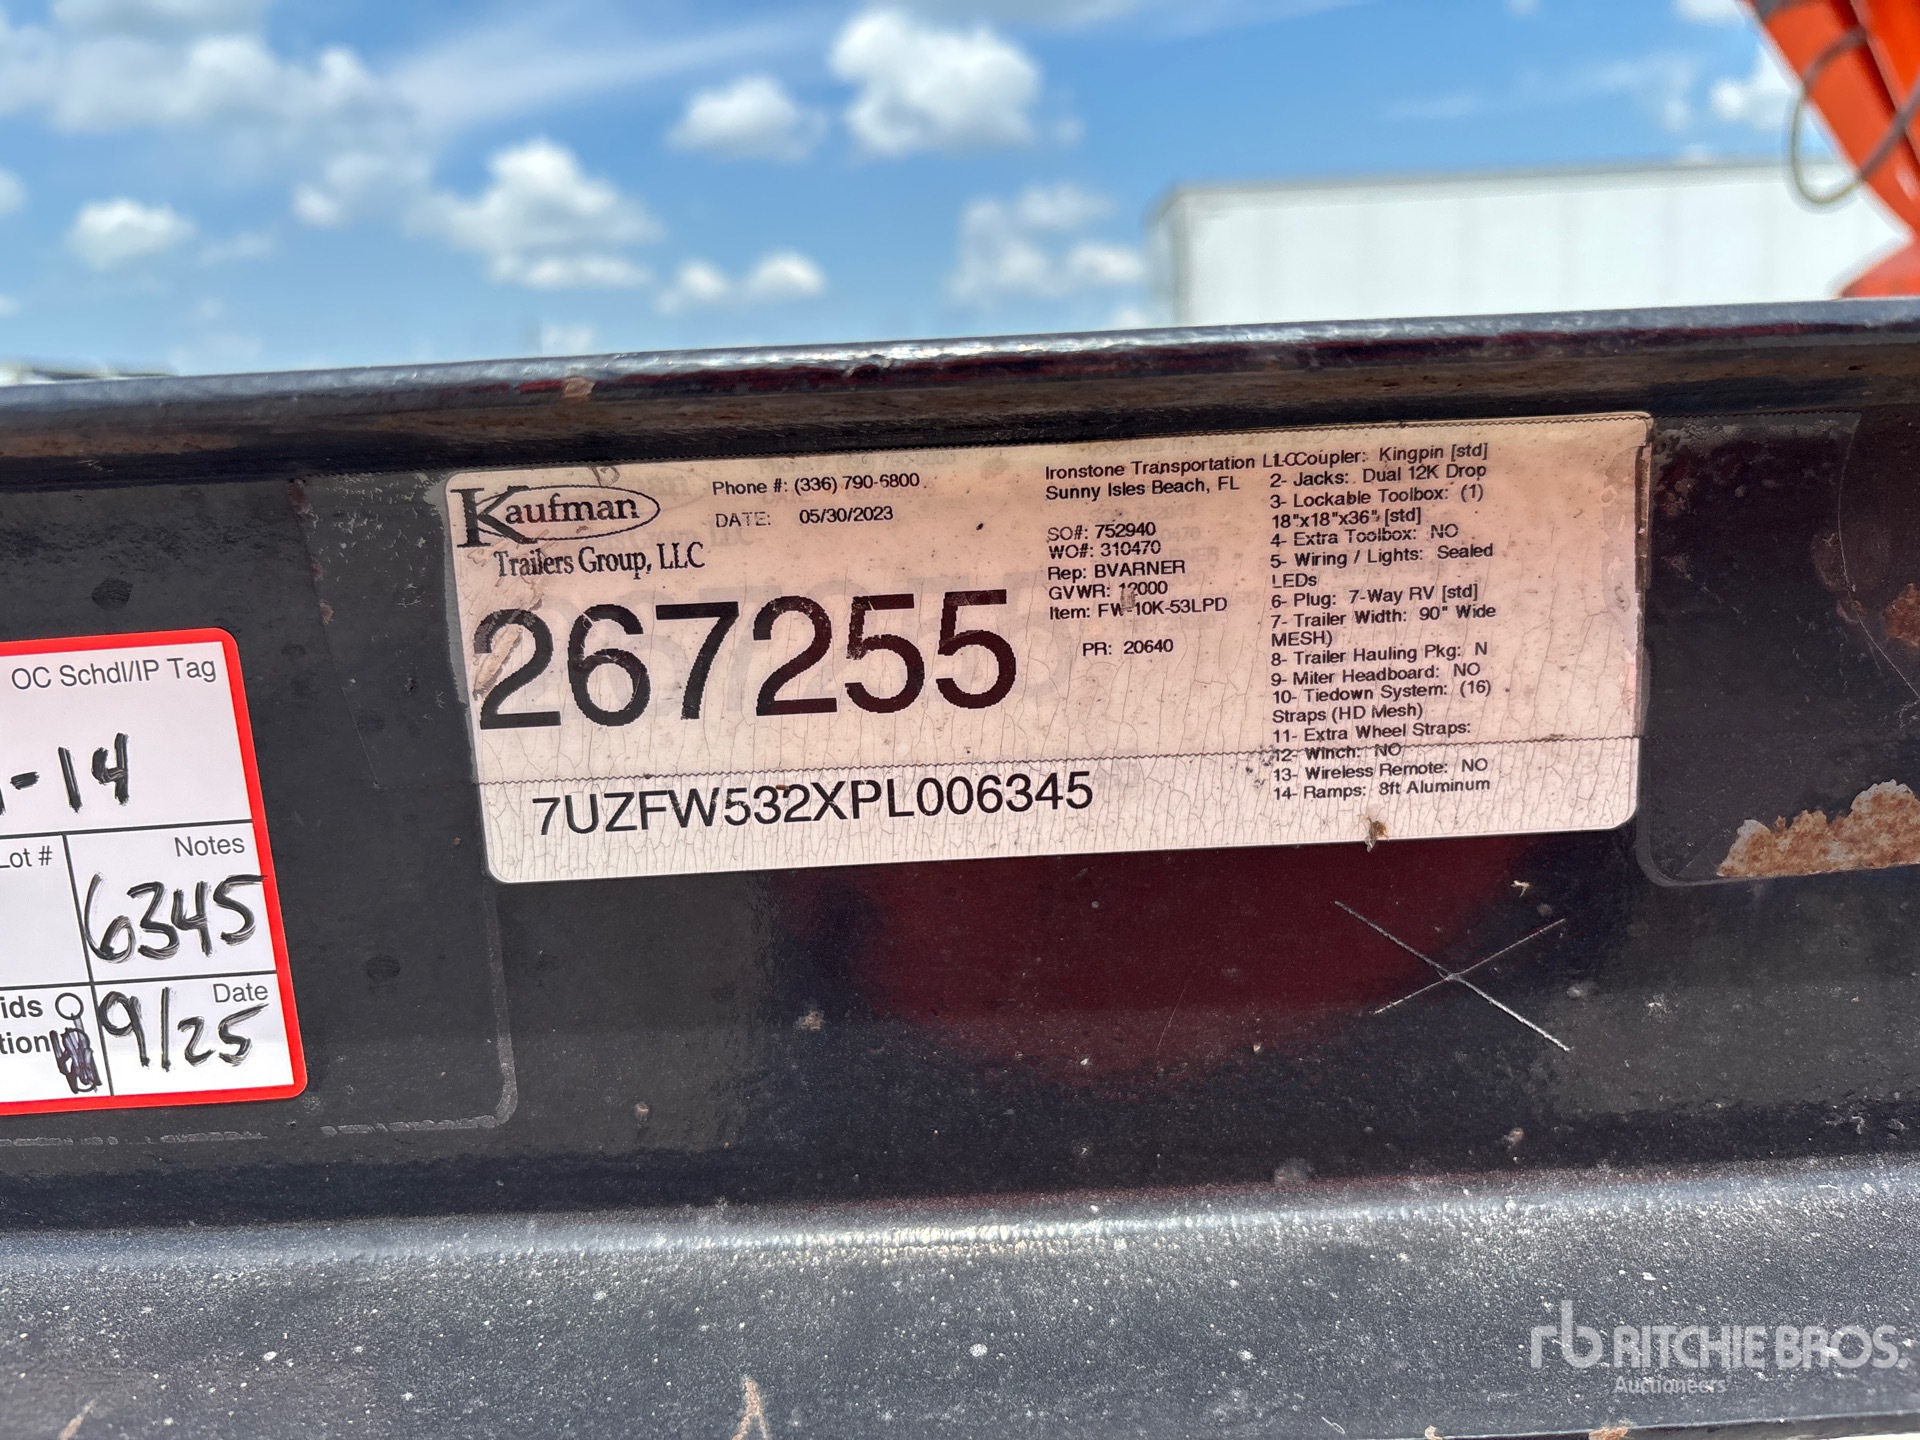 Kaufman
Trailers Group, LLC
Phone #: (336) 790-6800
DATE: 05/30/2023
267255
7UZFW532XPL006345
Ironstone Transportation LLC
Sunny Isles Beach, FL
SO#: 752940
WO#: 310470
Rep: BVARNER
GVWR: 12000
Item: FW-10K-53LPD
PR: 20640
1- Coupler: Kingpin [std]
2- Jacks: Dual 12K Drop
3- Lockable Toolbox: (1)
18"x18"x36" [std]
4- Extra Toolbox: NO
5- Wiring / Lights: Sealed
LEDs
6- Plug: 7-Way RV [std]
7- Trailer Width: 90" Wide
MESH)
8- Trailer Hauling Pkg: N
9- Miter Headboard: NO
10- Tiedown System: (16)
Straps (HD Mesh)
11- Extra Wheel Straps:
12- Winch: NO
13- Wireless Remote: NO
14- Ramps: 8ft Aluminum
OC Schdl/IP Tag
-14
Lot #
Notes
6345
ids
Date
tion
9/25
rb RITCHIE BROS.
Auctioneers